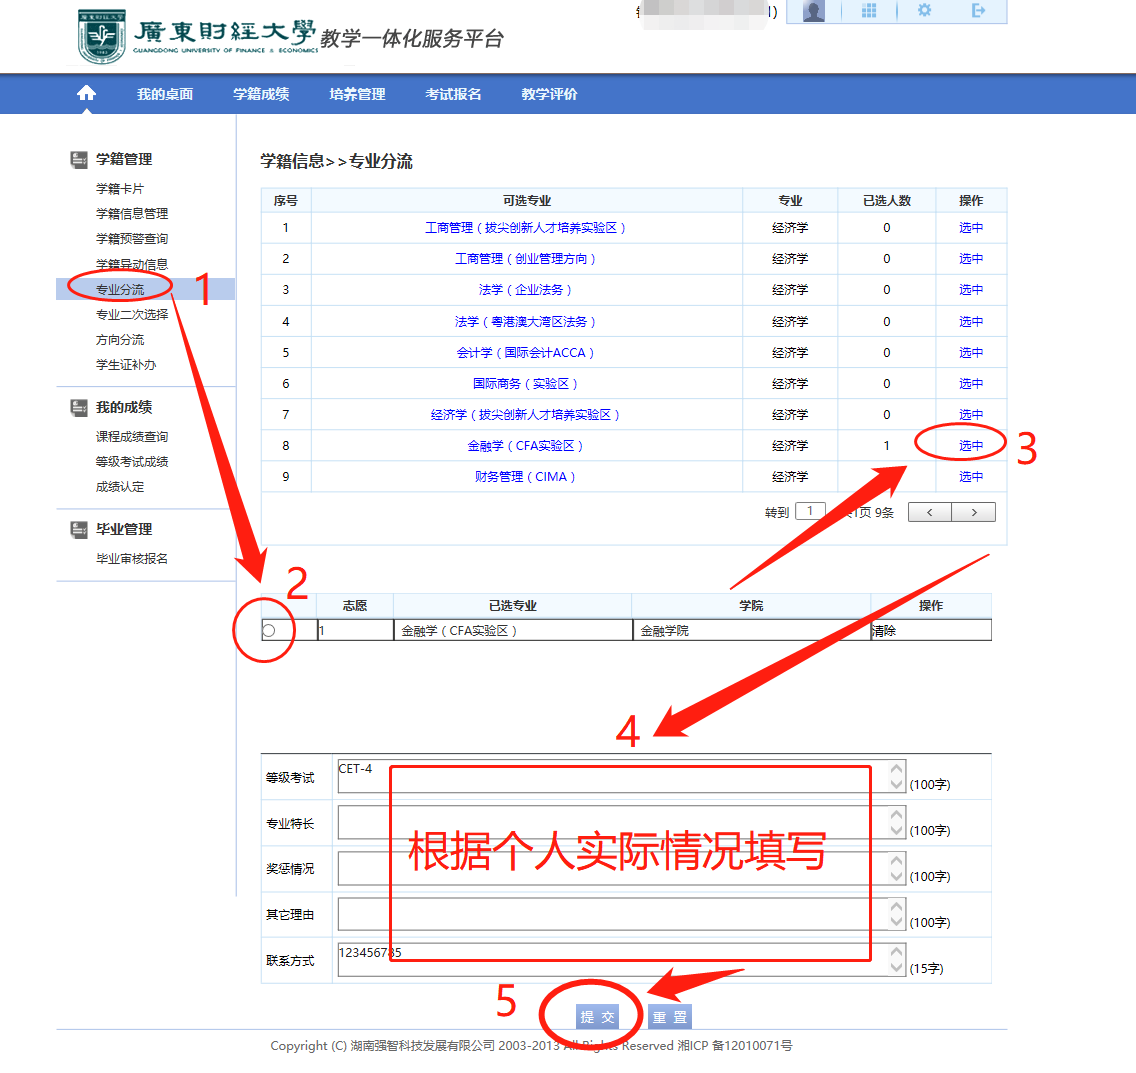 廣東財經大學
GUANGDONG UNIVERSITY OF FINANCE & ECONOMICS
教学一体化服务平台
我的桌面 学籍成绩 培养管理 考试报名 教学评价
学籍管理
学籍卡片
学籍信息管理
学籍预警查询
学籍异动信息
专业分流
1
专业二次选择
方向分流
学生证补办
我的成绩
课程成绩查询
等级考试成绩
成绩认定
毕业管理
毕业审核报名
学籍信息>>专业分流
序号 可选专业 专业 已选人数 操作
1 工商管理（拔尖创新人才培养实验区） 经济学 0 选中
2 工商管理（创业管理方向） 经济学 0 选中
3 法学（企业法务） 经济学 0 选中
4 法学（粤港澳大湾区法务） 经济学 0 选中
5 会计学（国际会计ACCA） 经济学 0 选中
6 国际商务（实验区） 经济学 0 选中
7 经济学（拔尖创新人才培养实验区） 经济学 0 选中
8 金融学（CFA实验区） 经济学 1 选中
3
9 财务管理（CIMA） 经济学 0 选中
转到 1 共1页 9条 < >
2
志愿 已选专业 学院 操作
1 金融学（CFA实验区） 金融学院 清除
4
等级考试 CET-4 (100字)
专业特长 (100字)
根据个人实际情况填写
奖惩情况 (100字)
其它理由 (100字)
联系方式 123456785 (15字)
5
提 交 重 置
Copyright (C) 湖南强智科技发展有限公司 2003-2013 All Rights Reserved 湘ICP 备12010071号